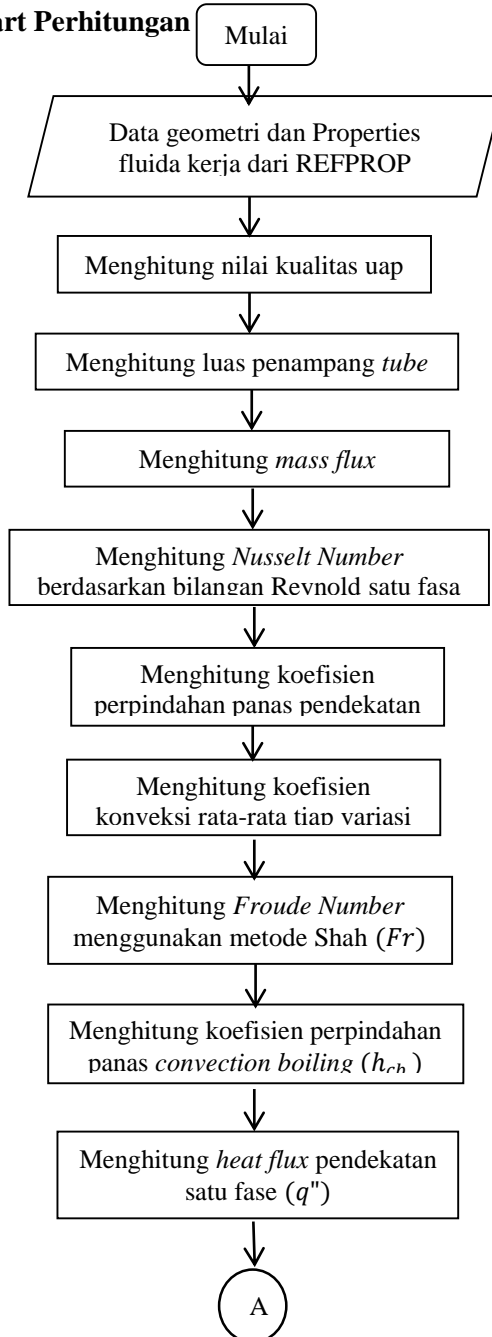 art Perhitungan
Mulai
Data geometri dan Properties
fluida kerja dari REFPROP
Menghitung nilai kualitas uap
Menghitung luas penampang tube
Menghitung mass flux
Menghitung Nusselt Number
berdasarkan bilangan Reynold satu fasa
Menghitung koefisien
perpindahan panas pendekatan
Menghitung koefisien
konveksi rata-rata tiap variasi
Menghitung Froude Number
menggunakan metode Shah (Fr)
Menghitung koefisien perpindahan
panas convection boiling (h_cb)
Menghitung heat flux pendekatan
satu fase (q")
A